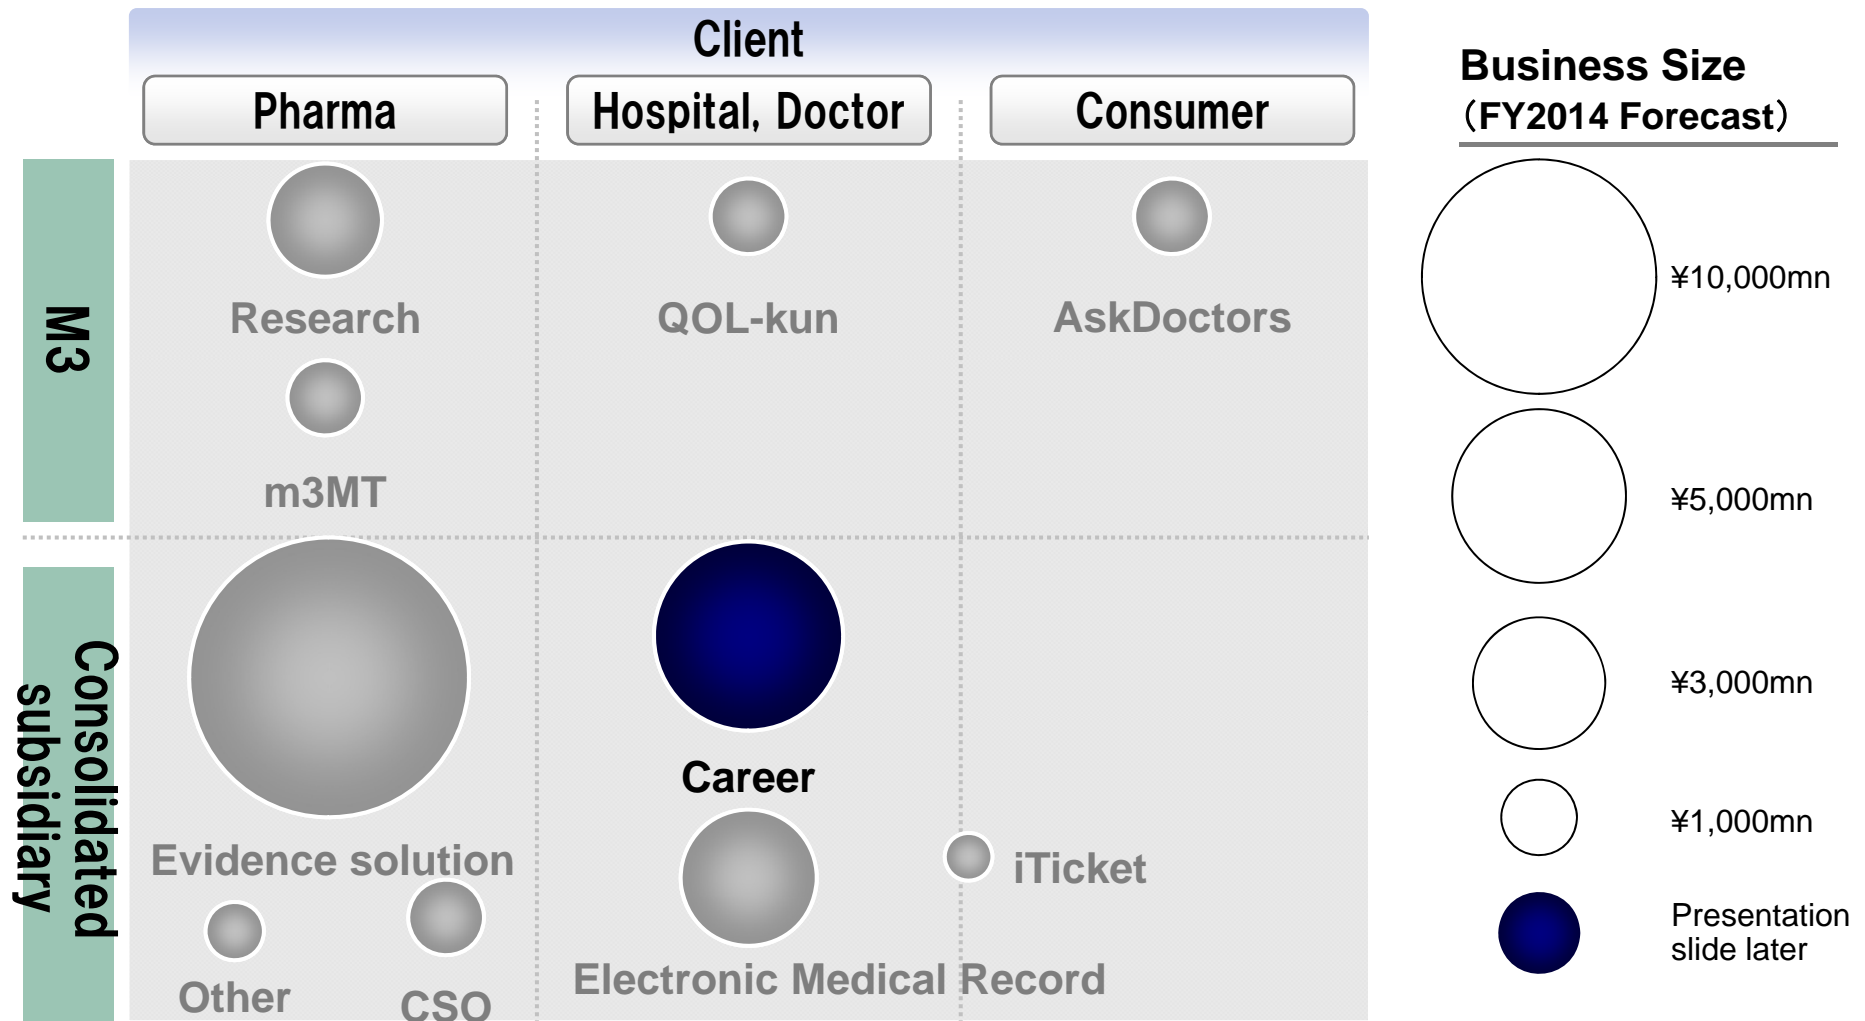 Client
Pharma
Hospital, Doctor
Consumer
Business Size
（FY2014 Forecast）
M3
Research
QOL-kun
AskDoctors
m3MT
Consolidated
subsidiary
Evidence solution
Career
iTicket
Other
CSO
Electronic Medical Record
¥10,000mn
¥5,000mn
¥3,000mn
¥1,000mn
Presentation
slide later